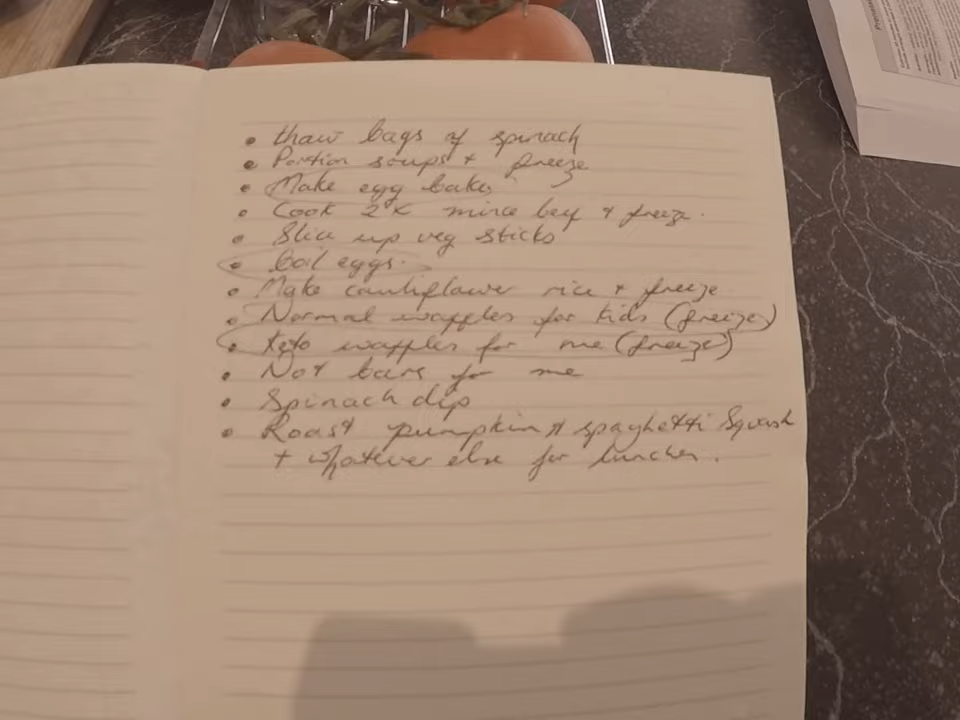 • thaw bags of spinach
• Portion soups + freeze
• Make egg bake
• Cook 2x mince beef + freeze.
• Slice up veg sticks
• boil eggs.
• Make cauliflower rice + freeze
• Normal waffles for kids (freeze)
• Keto waffles for me (freeze)
• Nut bars for me
• Spinach dip
• Roast pumpkin + spaghetti Squash
+ whatever else for lunches.